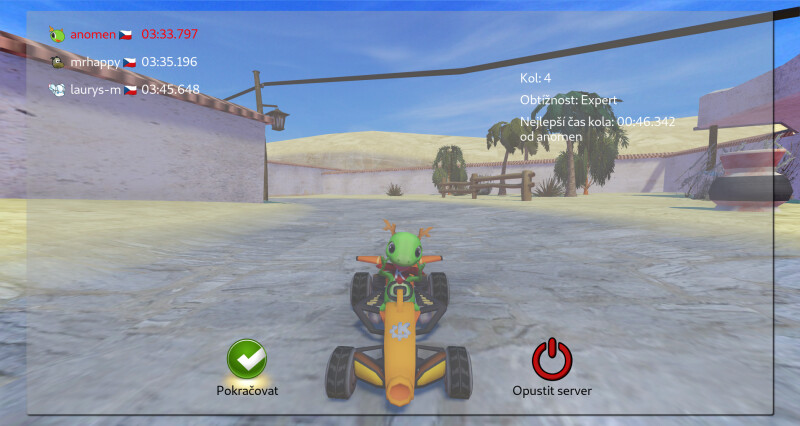 anomen 03:33.797
mrhappy 03:35.196
laurys-m 03:45.648
Kol: 4
Obtížnost: Expert
Nejlepší čas kola: 00:46.342
od anomen
Pokračovat
Opustit server